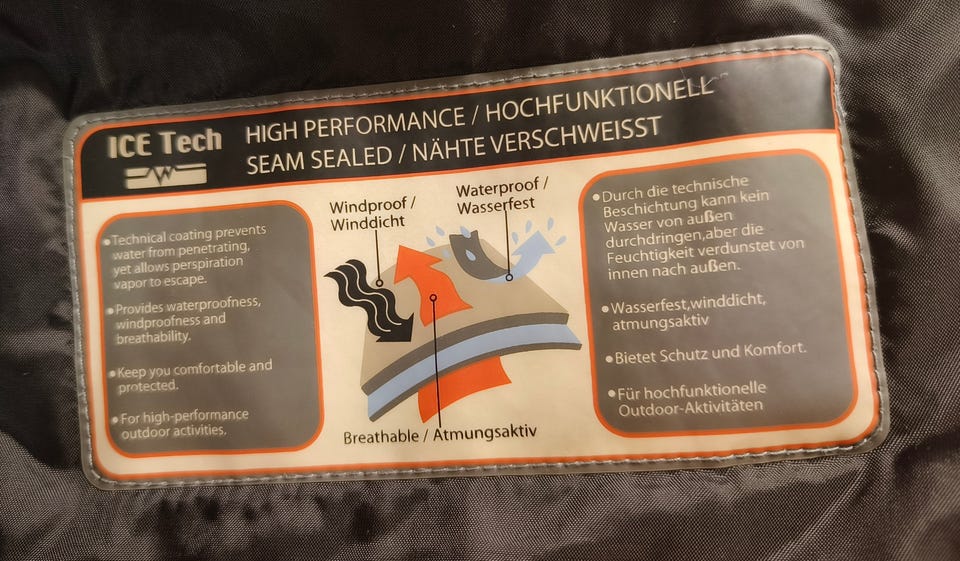 ICE Tech
HIGH PERFORMANCE / HOCHFUNKTIONELL
SEAM SEALED / NÄHTE VERSCHWEISST
•Technical coating prevents
water from penetrating,
yet allows perspiration
vapor to escape.
•Provides waterproofness,
windproofness and
breathability.
•Keep you comfortable and
protected.
•For high-performance
outdoor activities.
Windproof /
Winddicht
Waterproof /
Wasserfest
Breathable / Atmungsaktiv
•Durch die technische
Beschichtung kann kein
Wasser von außen
durchdringen,aber die
Feuchtigkeit verdunstet von
innen nach außen.
•Wasserfest,winddicht,
atmungsaktiv
•Bietet Schutz und Komfort.
•Für hochfunktionelle
Outdoor-Aktivitäten